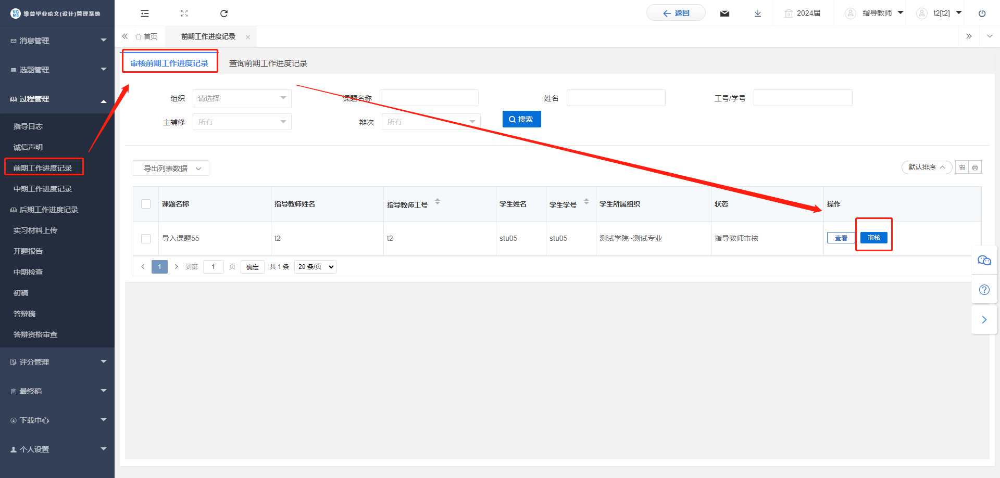 VG MS 维普毕业论文(设计)管理系统
返回
2024届
指导教师
t2[t2]
首页
前期工作进度记录
消息管理
选题管理
过程管理
指导日志
诚信声明
前期工作进度记录
中期工作进度记录
后期工作进度记录
实习材料上传
开题报告
中期检查
初稿
答辩稿
答辩资格审查
评分管理
最终稿
下载中心
个人设置
审核前期工作进度记录 查询前期工作进度记录
组织 请选择 课题名称 姓名 工号/学号
主辅修 所有 辩次 所有 搜索
导出列表数据 默认排序
课题名称 指导教师姓名 指导教师工号 学生姓名 学生学号 学生所属组织 状态 操作
导入课题55 t2 t2 stu05 stu05 测试学院~测试专业 指导教师审核 查看 审核
1 到第 1 页 确定 共 1 条 20 条/页